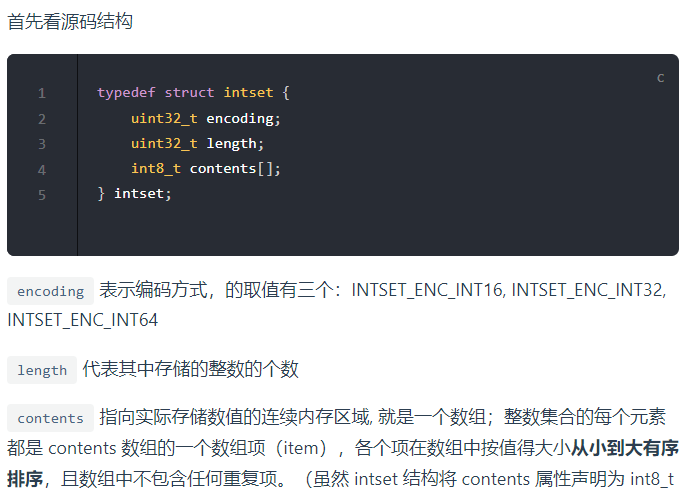 首先看源码结构
C
1 typedef struct intset {
2 uint32_t encoding;
3 uint32_t length;
4 int8_t contents[];
5 } intset;
encoding 表示编码方式，的取值有三个：INTSET_ENC_INT16, INTSET_ENC_INT32,
INTSET_ENC_INT64
length 代表其中存储的整数的个数
contents 指向实际存储数值的连续内存区域, 就是一个数组；整数集合的每个元素
都是 contents 数组的一个数组项（item），各个项在数组中按值得大小从小到大有序
排序，且数组中不包含任何重复项。（虽然 intset 结构将 contents 属性声明为 int8_t